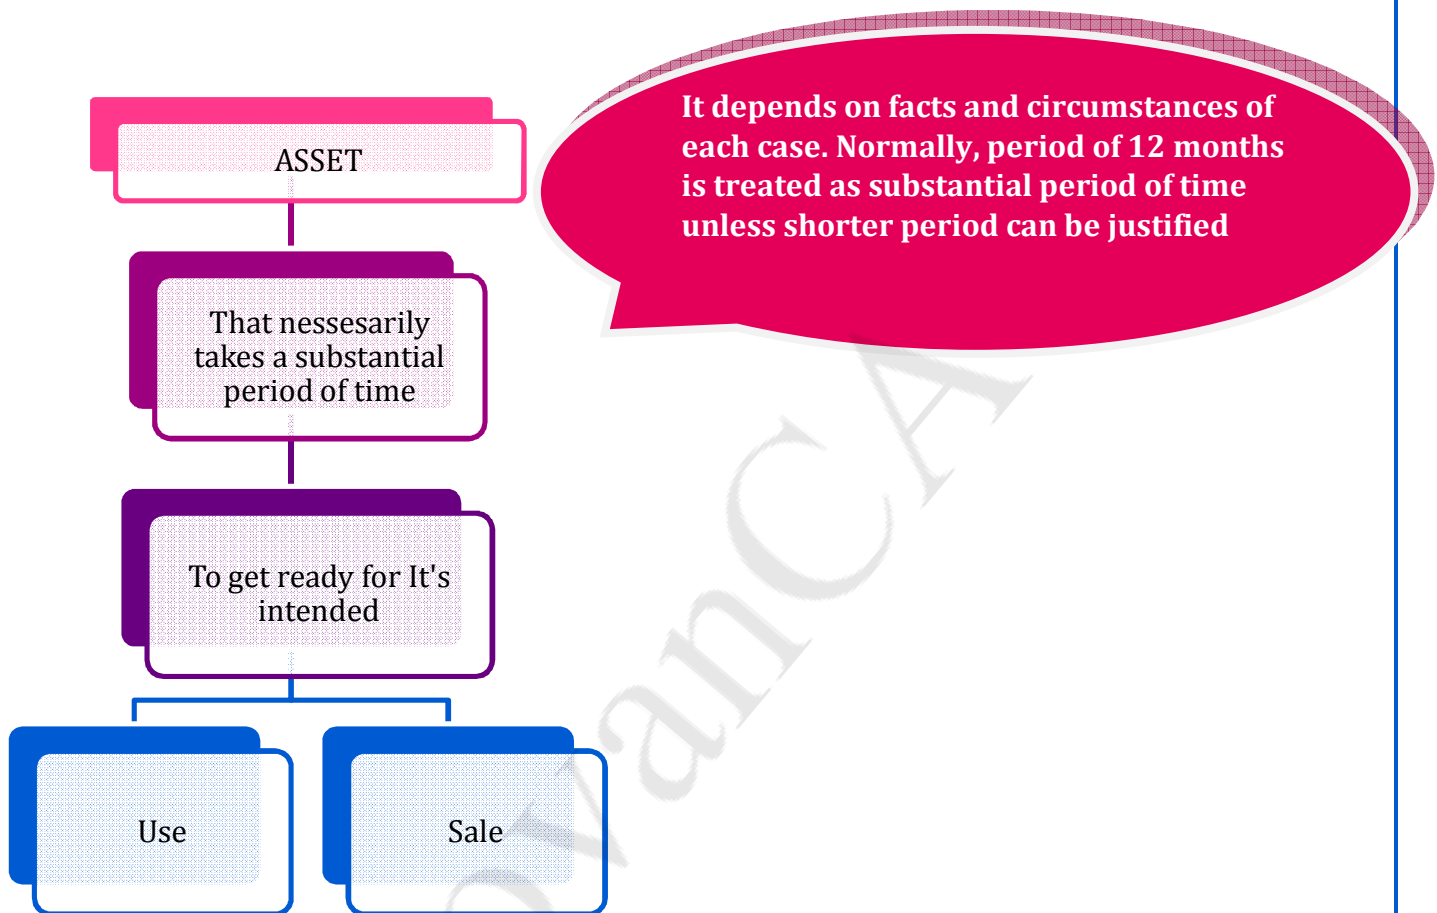 ASSET
It depends on facts and circumstances of
each case. Normally, period of 12 months
is treated as substantial period of time
unless shorter period can be justified
That nessesarily
takes a substantial
period of time
To get ready for It's
intended
Use
Sale
ovanCA